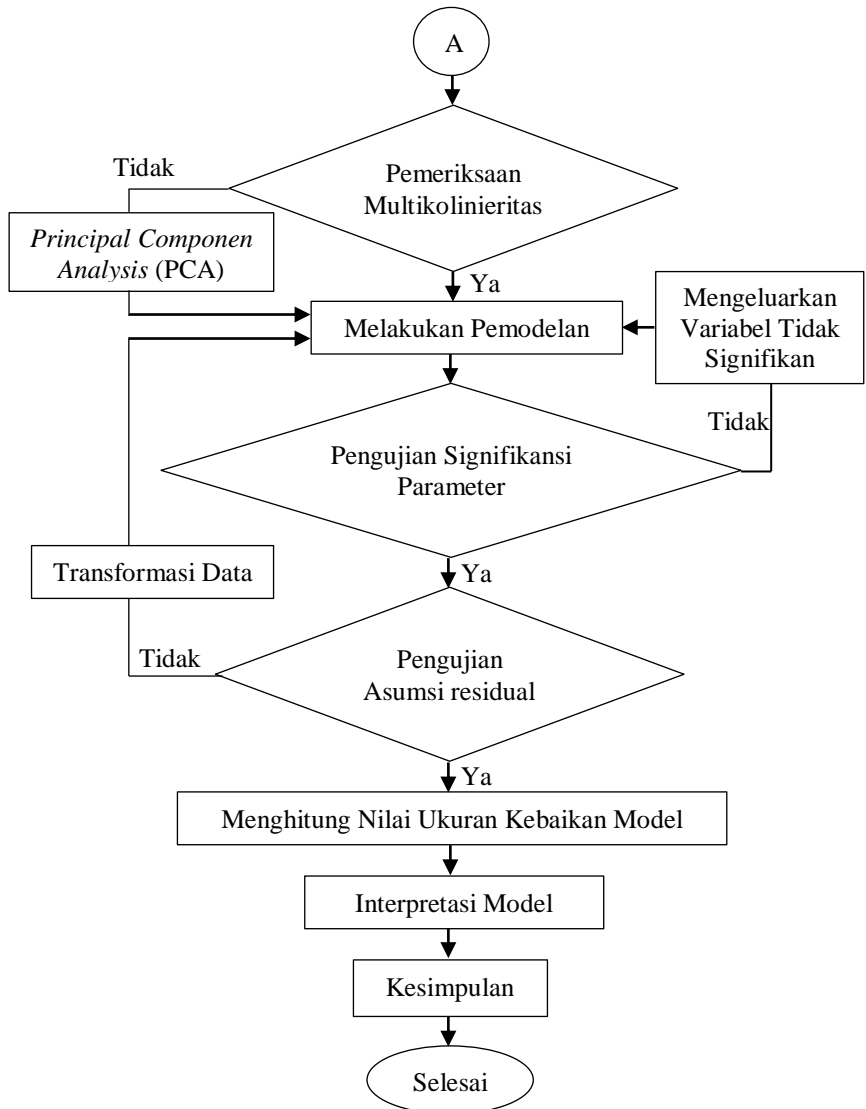 A
Pemeriksaan
Multikolinieritas
Tidak
Principal Componen
Analysis (PCA)
Ya
Melakukan Pemodelan
Mengeluarkan
Variabel Tidak
Signifikan
Tidak
Pengujian Signifikansi
Parameter
Ya
Transformasi Data
Tidak
Pengujian
Asumsi residual
Ya
Menghitung Nilai Ukuran Kebaikan Model
Interpretasi Model
Kesimpulan
Selesai